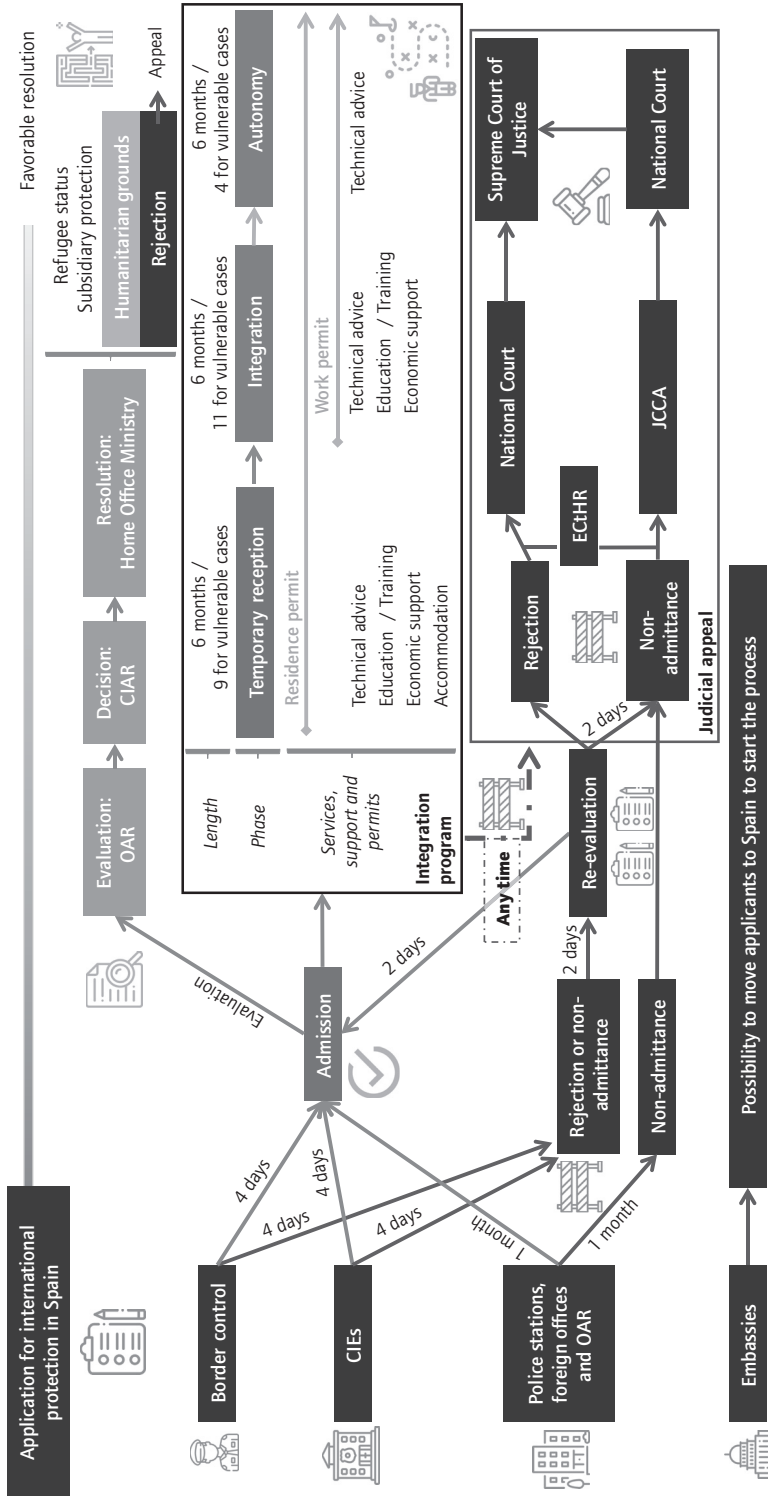 Application for international
protection in Spain
Favorable resolution
Border control
CIEs
Police stations,
foreign offices
and OAR
Embassies
4 days
4 days
4 days
4 days
1 month
1 month
Admission
Rejection or non-
admittance
Non-admittance
Possibility to move applicants to Spain to start the process
Evaluation
2 days
2 days
Re-evaluation
2 days
Any time
Evaluation:
OAR
Decision:
CIAR
Resolution:
Home Office Ministry
Refugee status
Subsidiary protection
Humanitarian grounds
Rejection
Appeal
Length
Phase
Services,
support and
permits
Integration
program
6 months /
9 for vulnerable cases
Temporary reception
6 months /
11 for vulnerable cases
Integration
6 months /
4 for vulnerable cases
Autonomy
Residence permit
Work permit
Technical advice
Education / Training
Economic support
Accommodation
Technical advice
Education / Training
Economic support
Technical advice
Rejection
Non-
admittance
Judicial appeal
ECtHR
National Court
JCCA
Supreme Court of
Justice
National Court